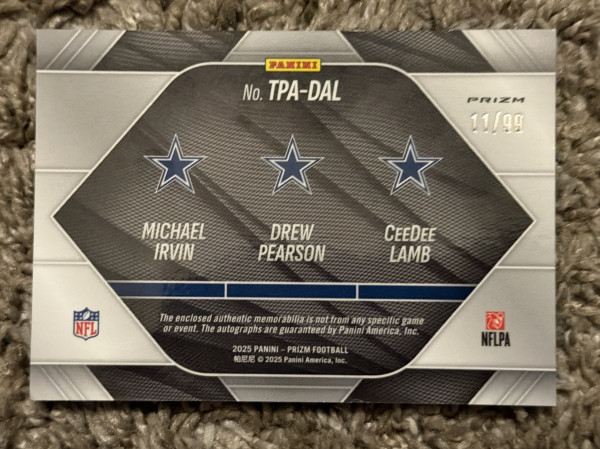 PANINI
No. TPA-DAL
PRIZM
11/99
MICHAEL
IRVIN
DREW
PEARSON
CEEDEE
LAMB
The enclosed authentic memorabilia is not from any specific game
or event. The autographs are guaranteed by Panini America, Inc.
NFL
NFLPA
2025 PANINI – PRIZM FOOTBALL
帕尼尼 © 2025 Panini America, Inc.